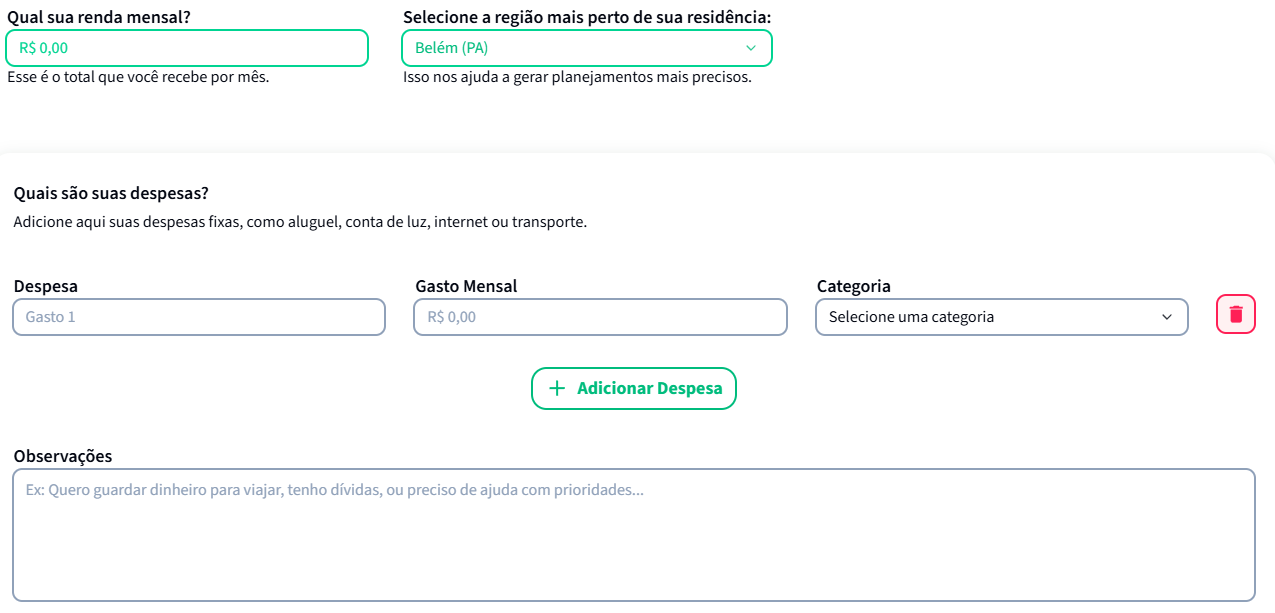 Qual sua renda mensal?
Selecione a região mais perto de sua residência:
R$ 0,00
Belém (PA)
Esse é o total que você recebe por mês.
Isso nos ajuda a gerar planejamentos mais precisos.
Quais são suas despesas?
Adicione aqui suas despesas fixas, como aluguel, conta de luz, internet ou transporte.
Despesa
Gasto Mensal
Categoria
Gasto 1
R$ 0,00
Selecione uma categoria
Adicionar Despesa
Observações
Ex: Quero guardar dinheiro para viajar, tenho dívidas, ou preciso de ajuda com prioridades...